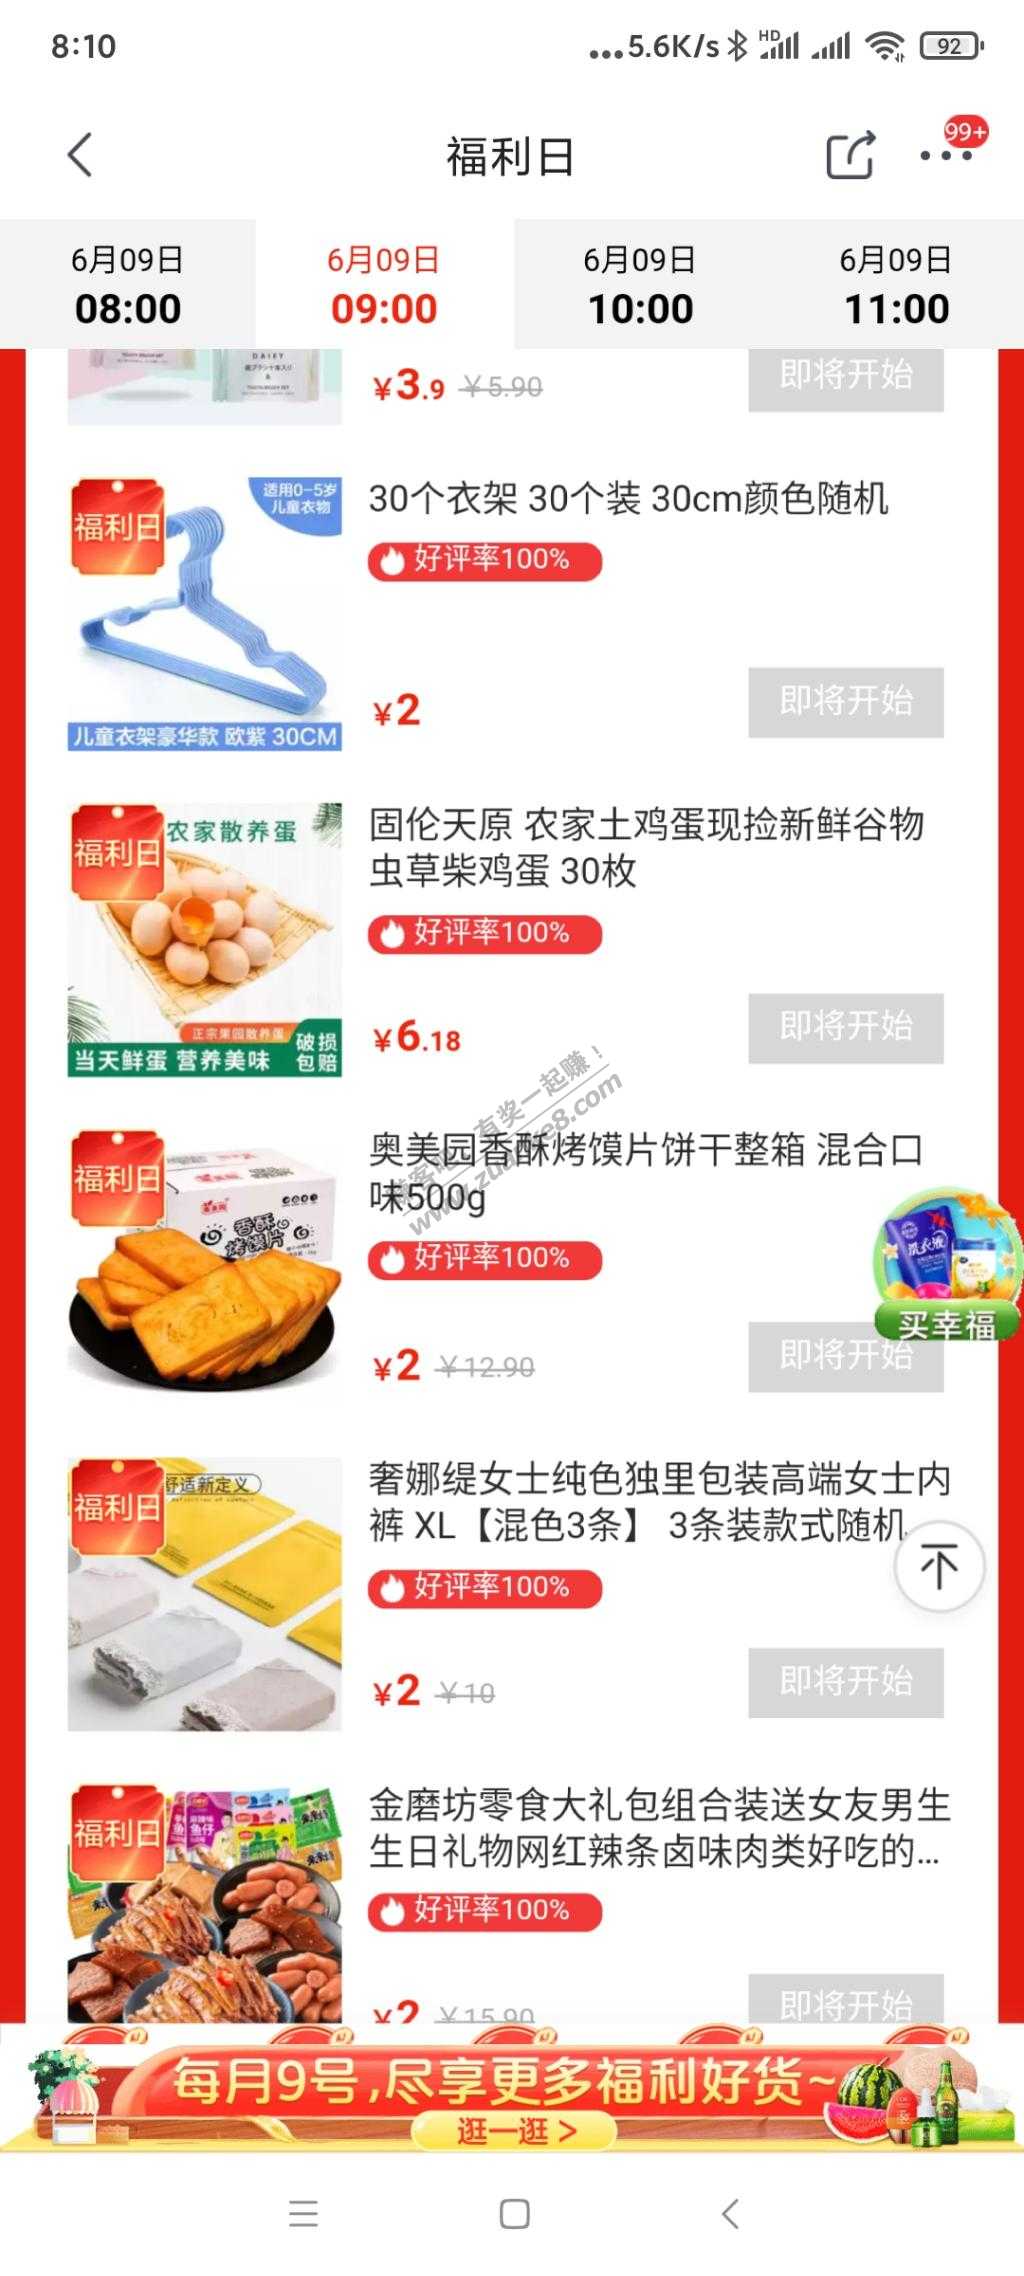 8:10
...5.6K/s HD 92
福利日
99+
6月09日 6月09日 6月09日 6月09日
08:00 09:00 10:00 11:00
DAIFY
¥3.9 ¥5.90
即将开始
福利日
适用0-5岁
儿童衣物
儿童衣架豪华款 欧紫 30CM
30个衣架 30个装 30cm颜色随机
好评率100%
¥2
即将开始
福利日
农家散养蛋
正宗果园散养蛋
当天鲜蛋 营养美味
破损
包赔
固伦天原 农家土鸡蛋现捡新鲜谷物
虫草柴鸡蛋 30枚
好评率100%
¥6.18
即将开始
赚客吧,有奖一起赚!
www.zuanke8.com
福利日
香酥
烤馍片
奥美园香酥烤馍片饼干整箱 混合口
味500g
好评率100%
¥2 ¥12.90
即将开始
洗衣液
买幸福
福利日
舒适新定义
奢娜缇女士纯色独里包装高端女士内
裤 XL【混色3条】 3条装款式随机
好评率100%
¥2 ¥10
即将开始
福利日
金磨坊零食大礼包组合装送女友男生
生日礼物网红辣条卤味肉类好吃的...
好评率100%
¥2 ¥15.90
即将开始
每月9号,尽享更多福利好货~
逛一逛 >